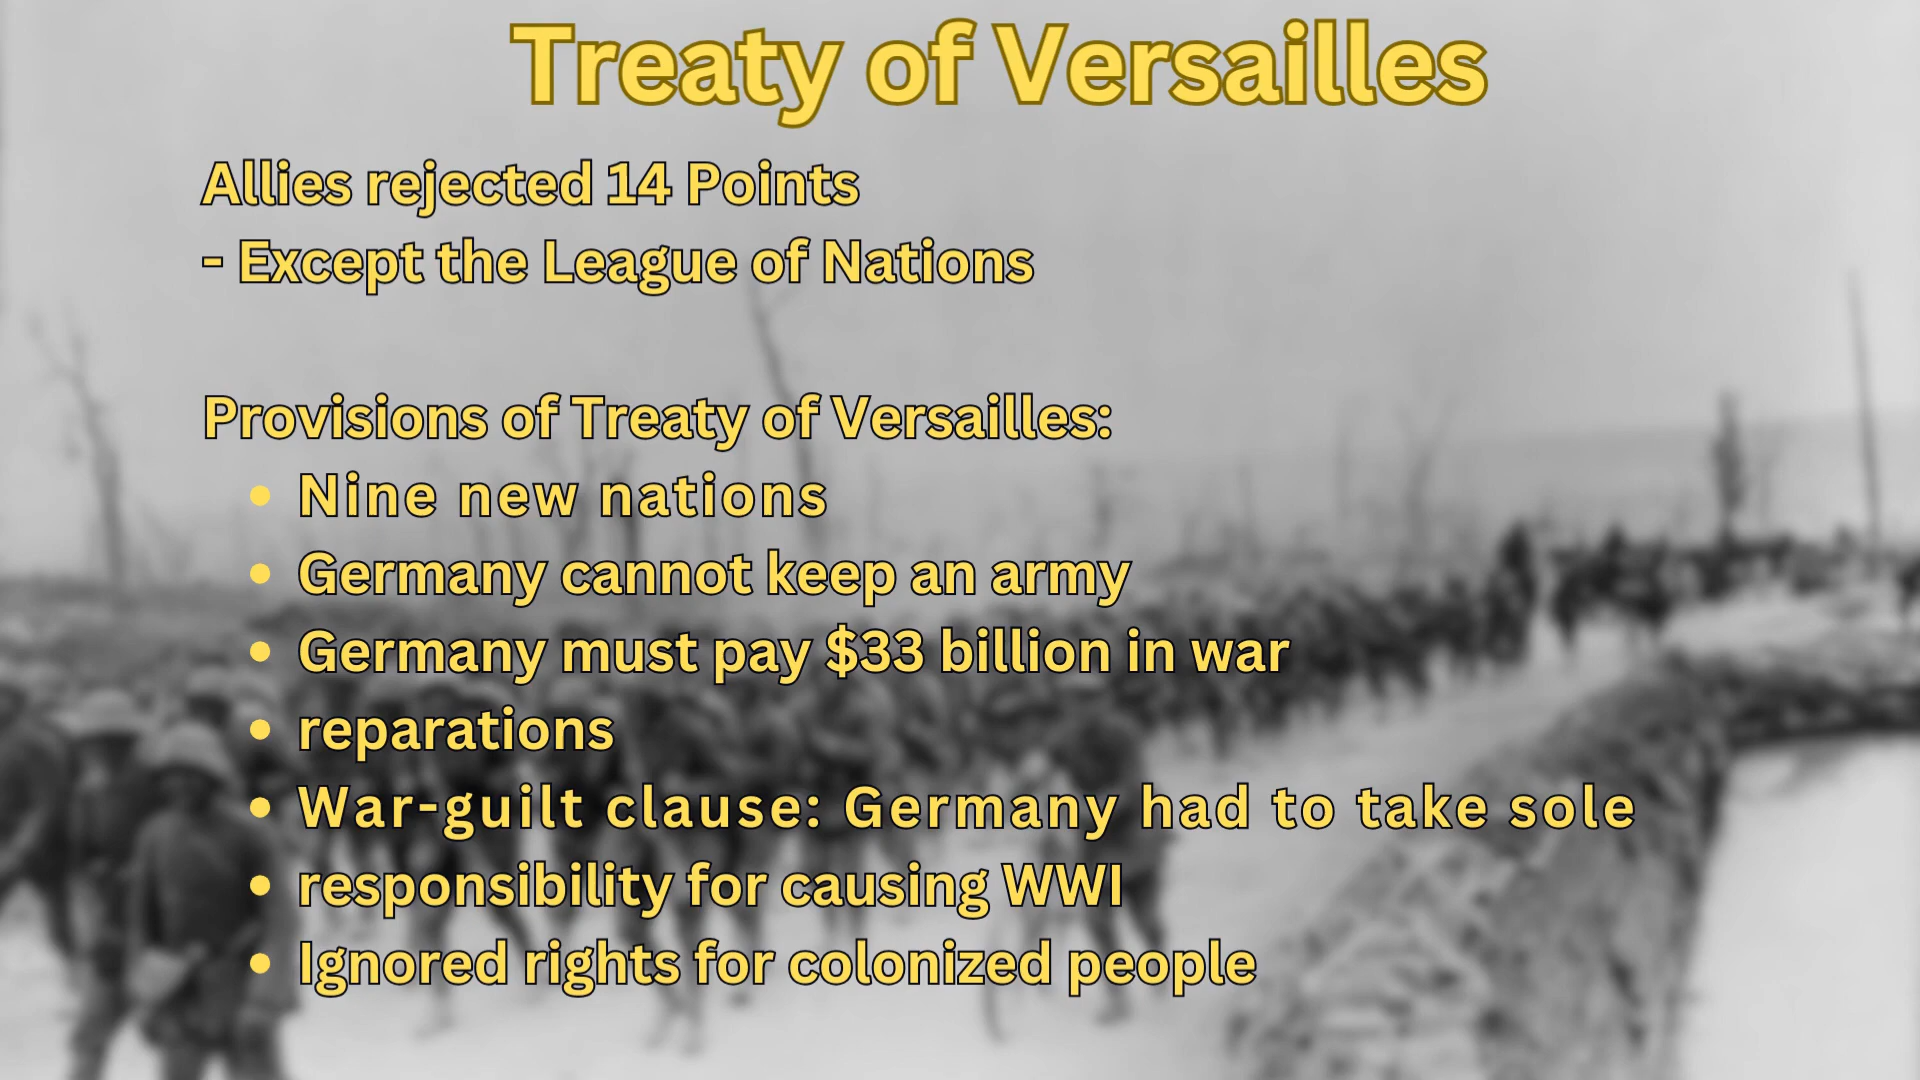 Treaty of Versailles
Allies rejected 14 Points
- Except the League of Nations
Provisions of Treaty of Versailles:
• Nine new nations
• Germany cannot keep an army
• Germany must pay $33 billion in war
• reparations
• War-guilt clause: Germany had to take sole
• responsibility for causing WWI
• Ignored rights for colonized people